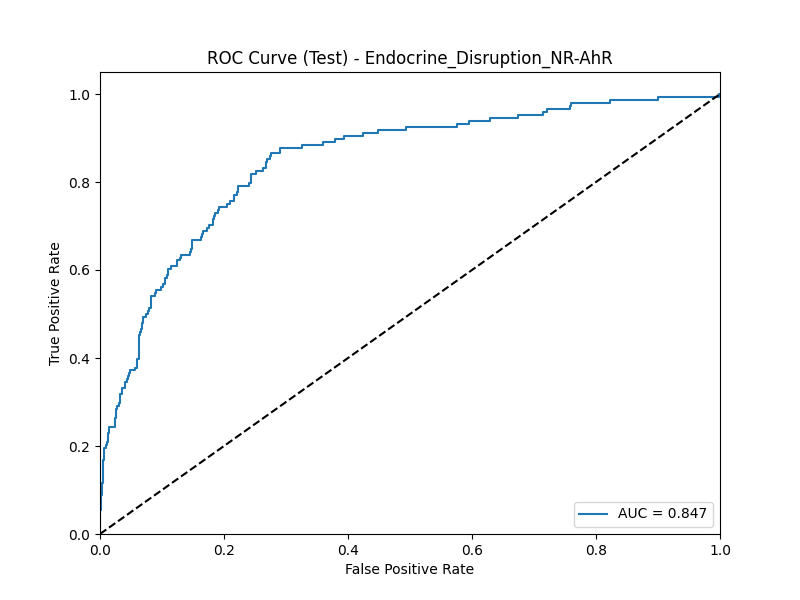 ROC Curve (Test) - Endocrine_Disruption_NR-AhR
1.0
0.8
0.6
0.4
0.2
0.0
True Positive Rate
0.0 0.2 0.4 0.6 0.8 1.0
False Positive Rate
AUC = 0.847